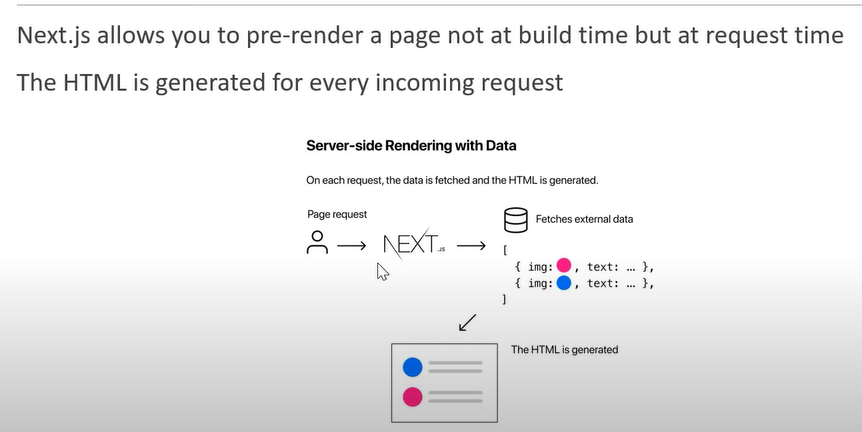 Next.js allows you to pre-render a page not at build time but at request time
The HTML is generated for every incoming request
Server-side Rendering with Data
On each request, the data is fetched and the HTML is generated.
Page request
NEXT.JS
Fetches external data
[
{ img: , text: … },
{ img: , text: … },
]
The HTML is generated